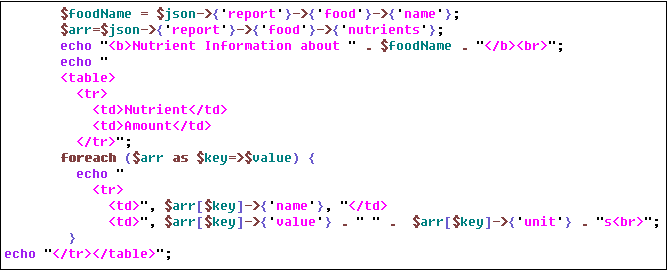 $foodName = $json->{'report'}->{'food'}->{'name'};
$arr=$json->{'report'}->{'food'}->{'nutrients'};
echo "<b>Nutrient Information about " . $foodName . "</b><br>";
echo "
<table>
<tr>
<td>Nutrient</td>
<td>Amount</td>
</tr>";
foreach ($arr as $key=>$value) {
echo "
<tr>
<td>", $arr[$key]->{'name'}, "</td>
<td>", $arr[$key]->{'value'} . " " .  $arr[$key]->{'unit'} . "s<br>";
}
echo "</tr></table>";